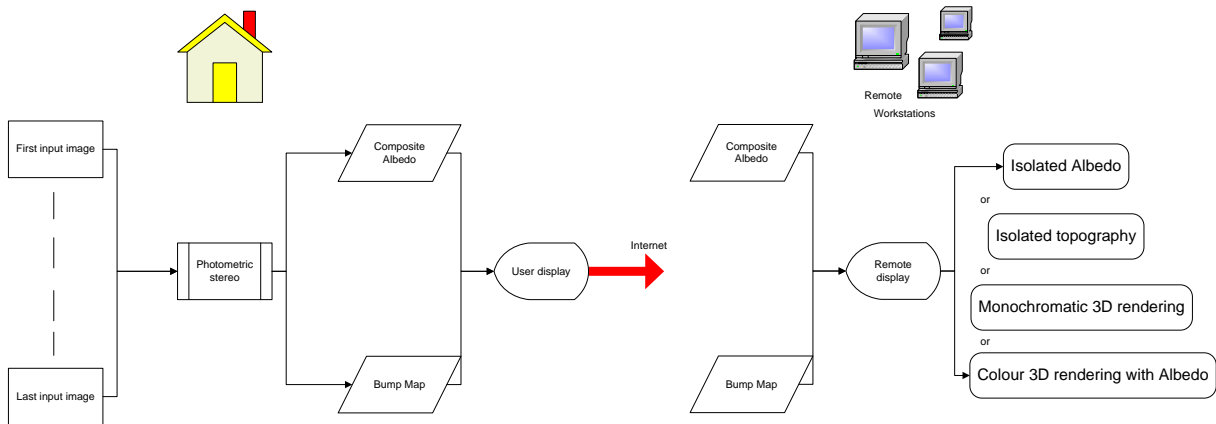 First input image
Last input image
Photometric
stereo
Composite
Albedo
Bump Map
User display
Internet
Remote
Workstations
Composite
Albedo
Bump Map
Remote
display
Isolated Albedo
or
Isolated topography
or
Monochromatic 3D rendering
or
Colour 3D rendering with Albedo